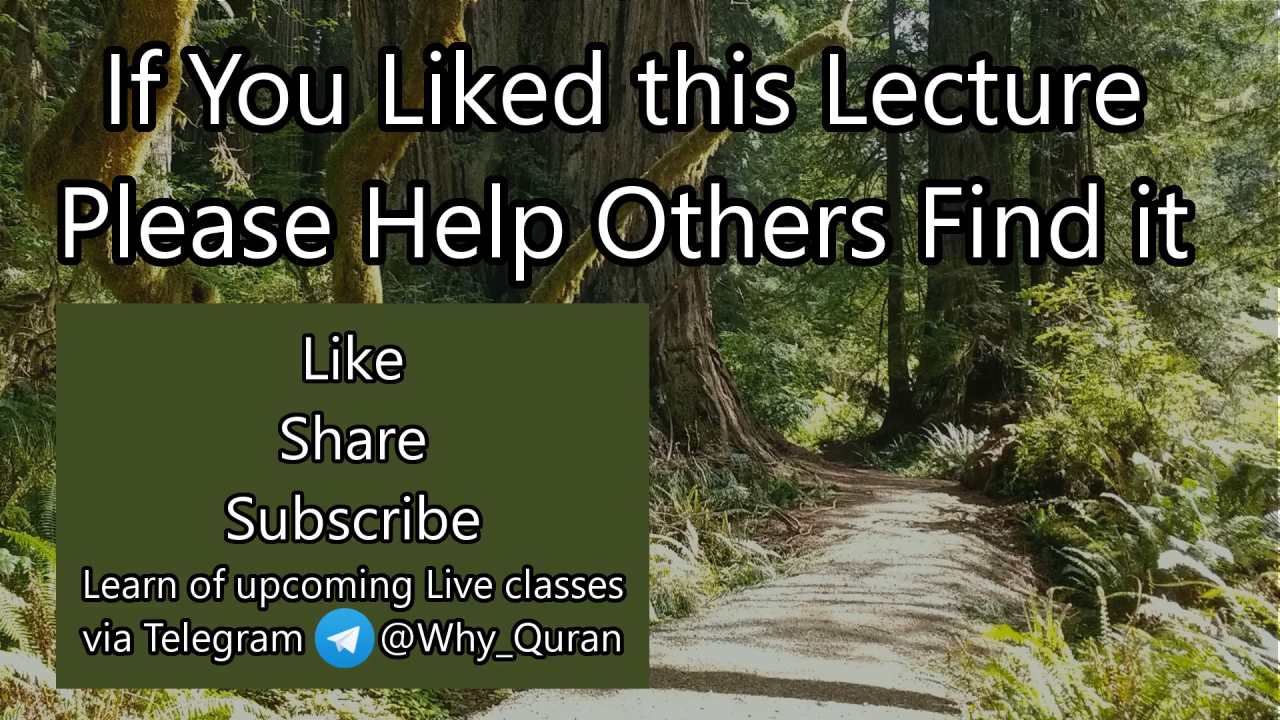 If You Liked this Lecture
Please Help Others Find it
Like
Share
Subscribe
Learn of upcoming Live classes
via Telegram @Why_Quran